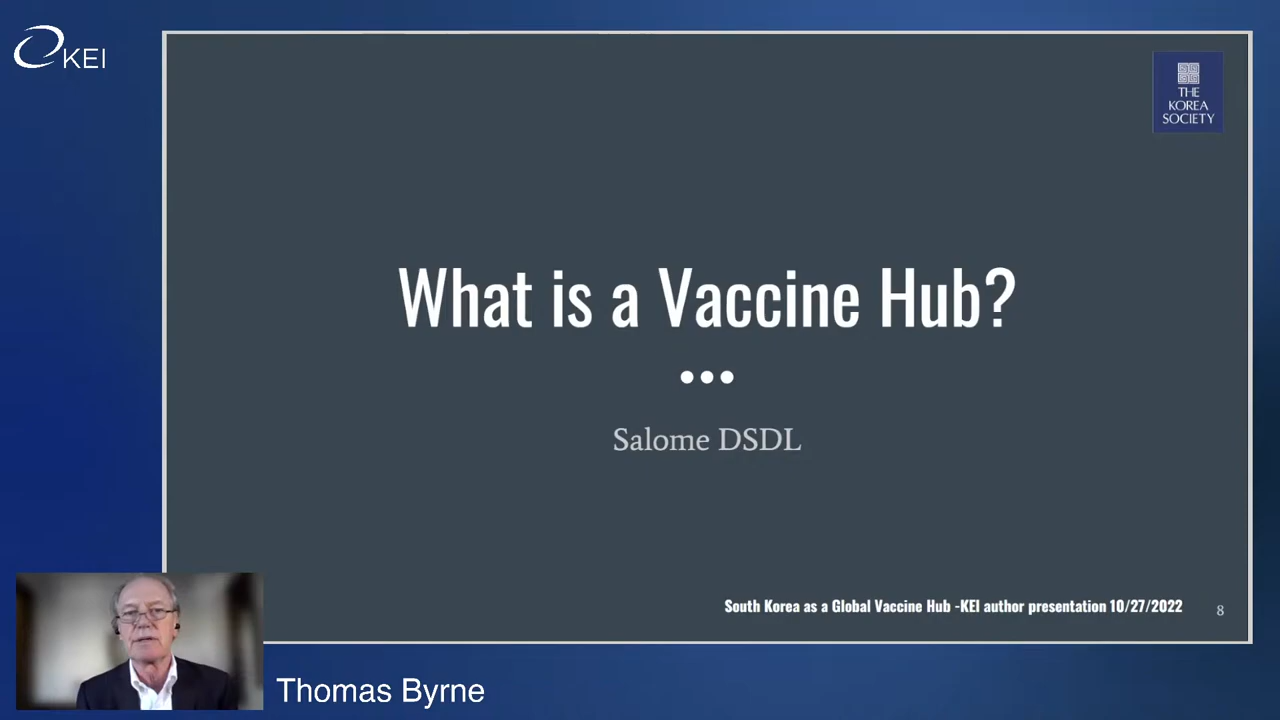 KEI
THE
KOREA
SOCIETY
What is a Vaccine Hub?
Salome DSDL
South Korea as a Global Vaccine Hub -KEI author presentation 10/27/2022
8
Thomas Byrne